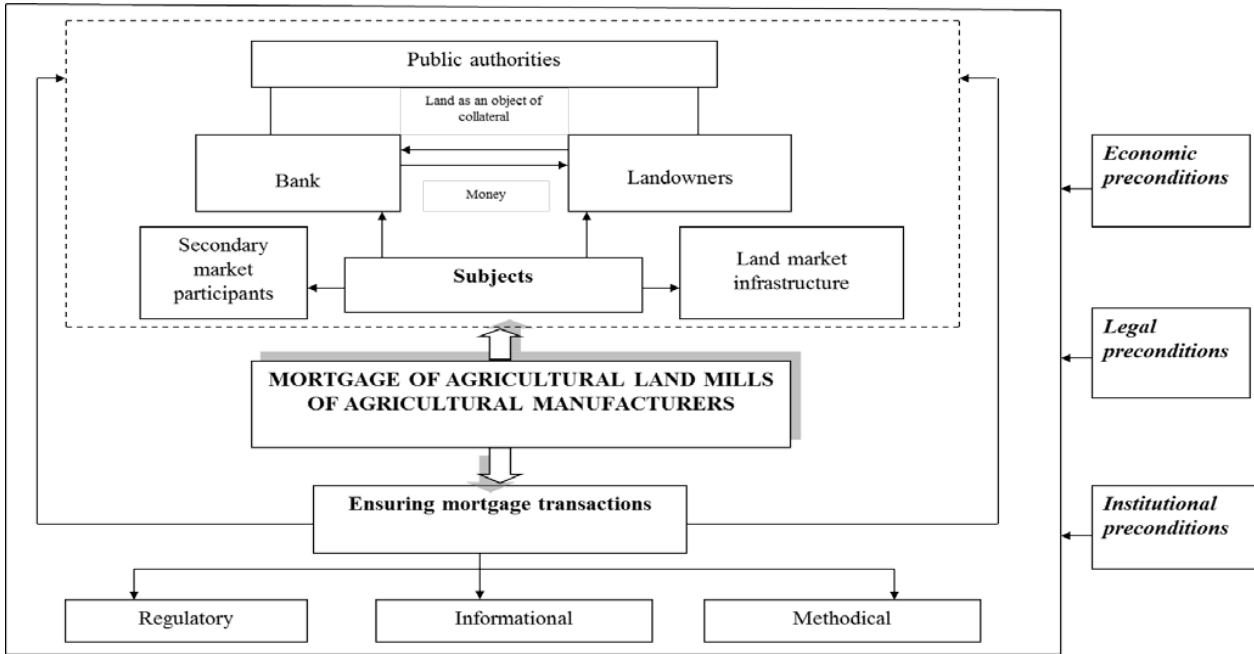 Public authorities
Land as an object of
collateral
Bank
Landowners
Money
Economic
preconditions
Secondary
market
participants
Subjects
Land market
infrastructure
Legal
preconditions
MORTGAGE OF AGRICULTURAL LAND MILLS
OF AGRICULTURAL MANUFACTURERS
Ensuring mortgage transactions
Institutional
preconditions
Regulatory
Informational
Methodical